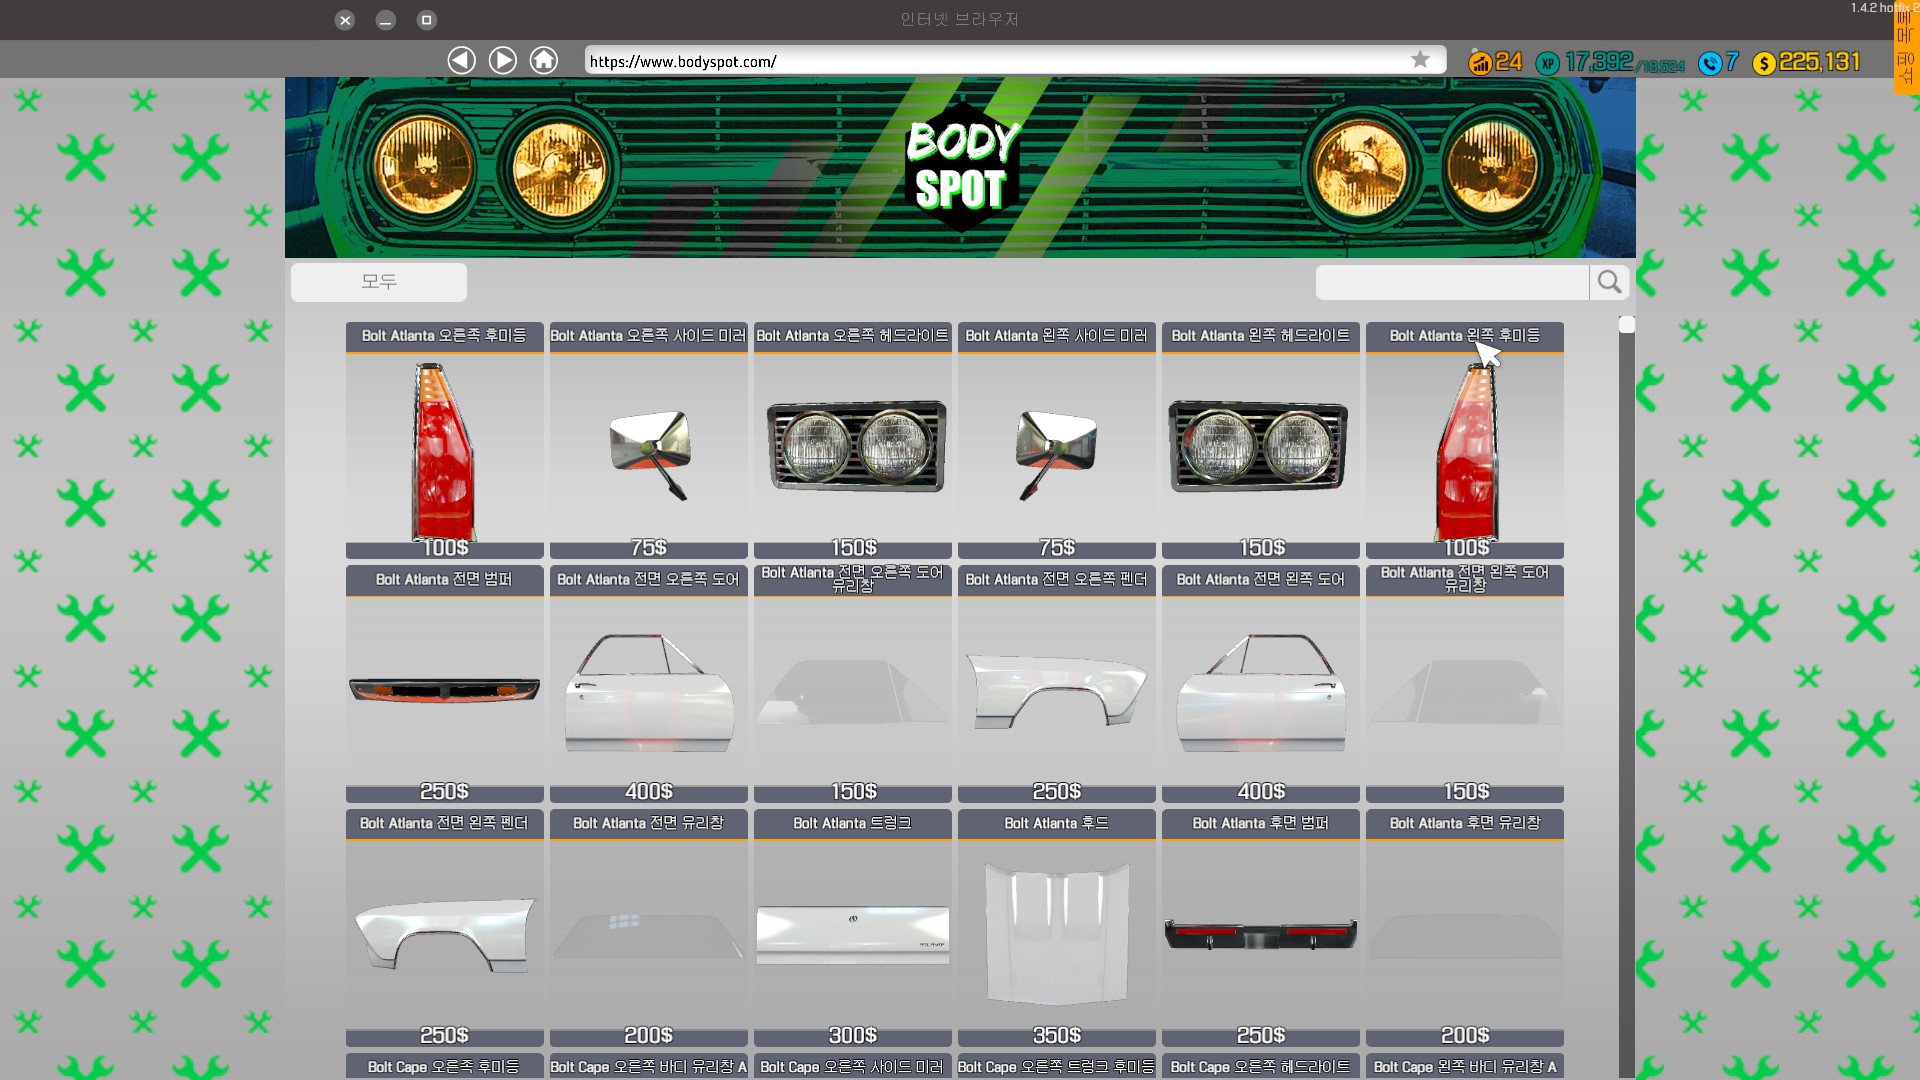 인터넷 브라우저
1.4.2 hotfix 2
https://www.bodyspot.com/
24
XP 17,392/18,524
7
$ 225,131
BODY
SPOT
모두
Bolt Atlanta 오른족 후미등
Bolt Atlanta 오른쪽 사이드 미러
Bolt Atlanta 오른쪽 헤드라이트
Bolt Atlanta 왼쪽 사이드 미러
Bolt Atlanta 왼쪽 헤드라이트
Bolt Atlanta 왼쪽 후미등
100$
75$
150$
75$
150$
100$
Bolt Atlanta 전면 범퍼
Bolt Atlanta 전면 오른쪽 도어
Bolt Atlanta 전면 오른쪽 도어
유리창
Bolt Atlanta 전면 오른쪽 펜더
Bolt Atlanta 전면 왼쪽 도어
Bolt Atlanta 전면 왼쪽 도어
유리창
250$
400$
150$
250$
400$
150$
Bolt Atlanta 전면 왼쪽 펜더
Bolt Atlanta 전면 유리창
Bolt Atlanta 트렁크
Bolt Atlanta 후드
Bolt Atlanta 후면 범퍼
Bolt Atlanta 후면 유리창
250$
200$
300$
350$
250$
200$
Bolt Cape 오른족 후미등
Bolt Cape 오른쪽 바디 유리창 A
Bolt Cape 오른쪽 사이드 미러
Bolt Cape 오른쪽 트렁크 후미등
Bolt Cape 오른쪽 헤드라이트
Bolt Cape 왼쪽 바디 유리창 A